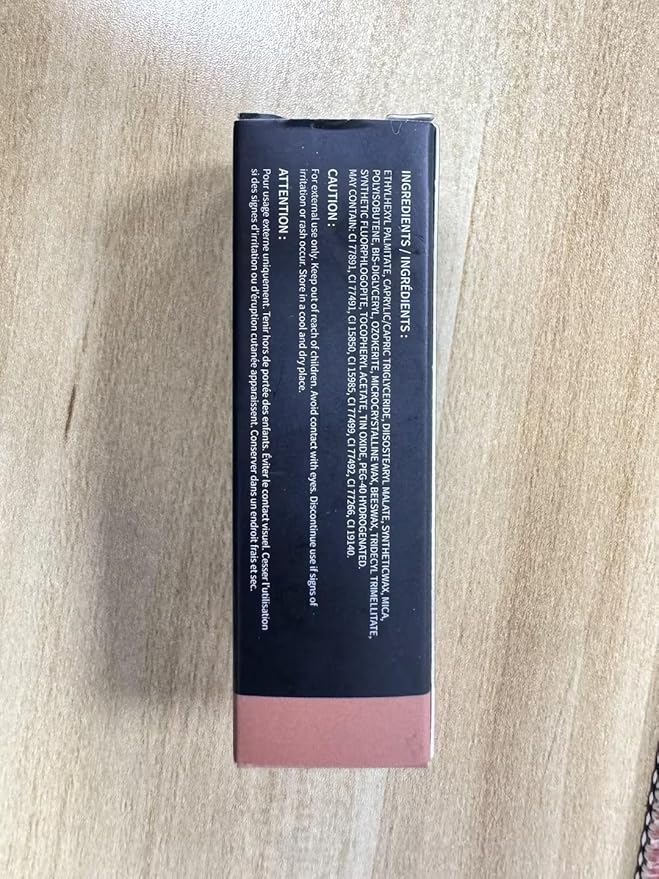 INGREDIENTS / INGRÉDIENTS :
ETHYLHEXYL PALMITATE, CAPRYLIC/CAPRIC TRIGLYCERIDE, DIISOSTEARYL MALATE, SYNTHETICWAX, MICA,
POLYISOBUTENE, BIS-DIGLYCERYL, OZOKERITE, MICROCRYSTALLINE WAX, BEESWAX, TRIDECYL TRIMELLITATE,
SYNTHETIC FLUORPHLOGOPITE, TOCOPHERYL ACETATE, TIN OXIDE, PEG-40 HYDROGENATED.
MAY CONTAIN: CI 77891, CI 77491, CI 15850, CI 15985, CI 77499, CI 77492, CI 77266, CI 19140.
CAUTION :
For external use only. Keep out of reach of children. Avoid contact with eyes. Discontinue use if signs of
irritation or rash occur. Store in a cool and dry place.
ATTENTION :
Pour usage externe uniquement. Tenir hors de portée des enfants. Éviter le contact visuel. Cesser l'utilisation
si des signes d'irritation ou d'éruption cutanée apparaissent. Conserver dans un endroit frais et sec.